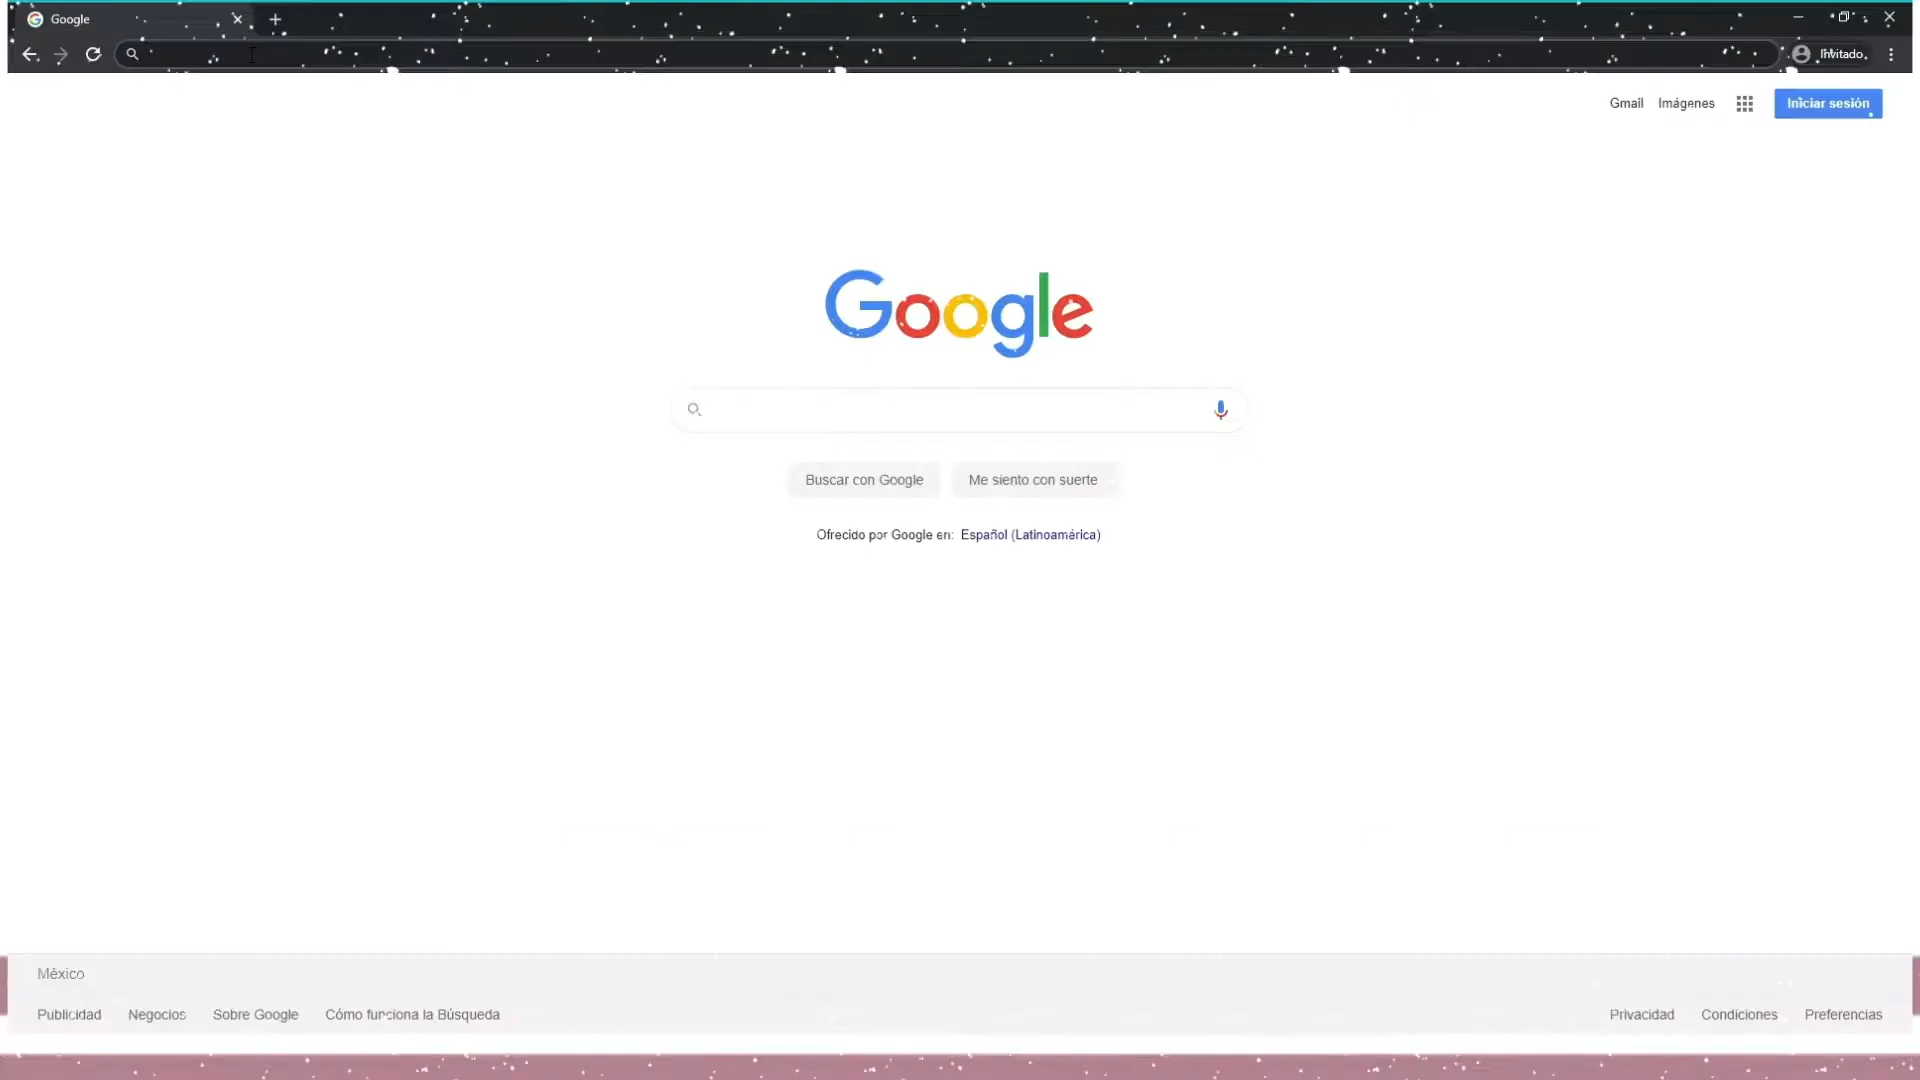 Google
Invitado
Gmail Imágenes Iniciar sesión
Google
Buscar con Google Me siento con suerte
Ofrecido por Google en: Español (Latinoamérica)
México
Publicidad Negocios Sobre Google Cómo funciona la Búsqueda Privacidad Condiciones Preferencias